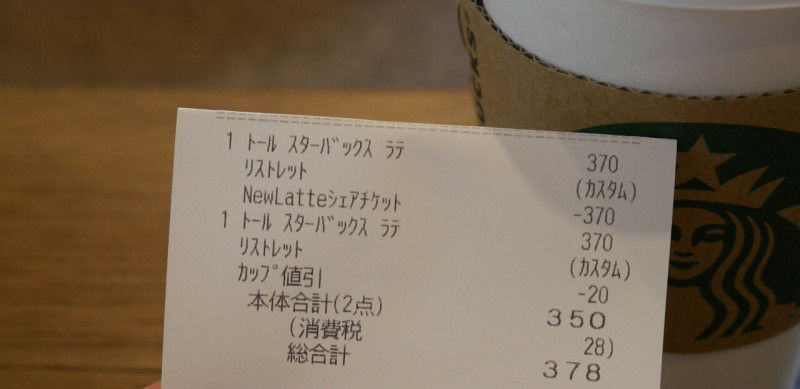 UCKS
1 トール スターバックス ラテ 370
リストレット (カスタム)
NewLatteシェアチケット -370
1 トール スターバックス ラテ 370
リストレット (カスタム)
カップ値引 -20
本体合計(2点) 350
(消費税 28)
総合計 378